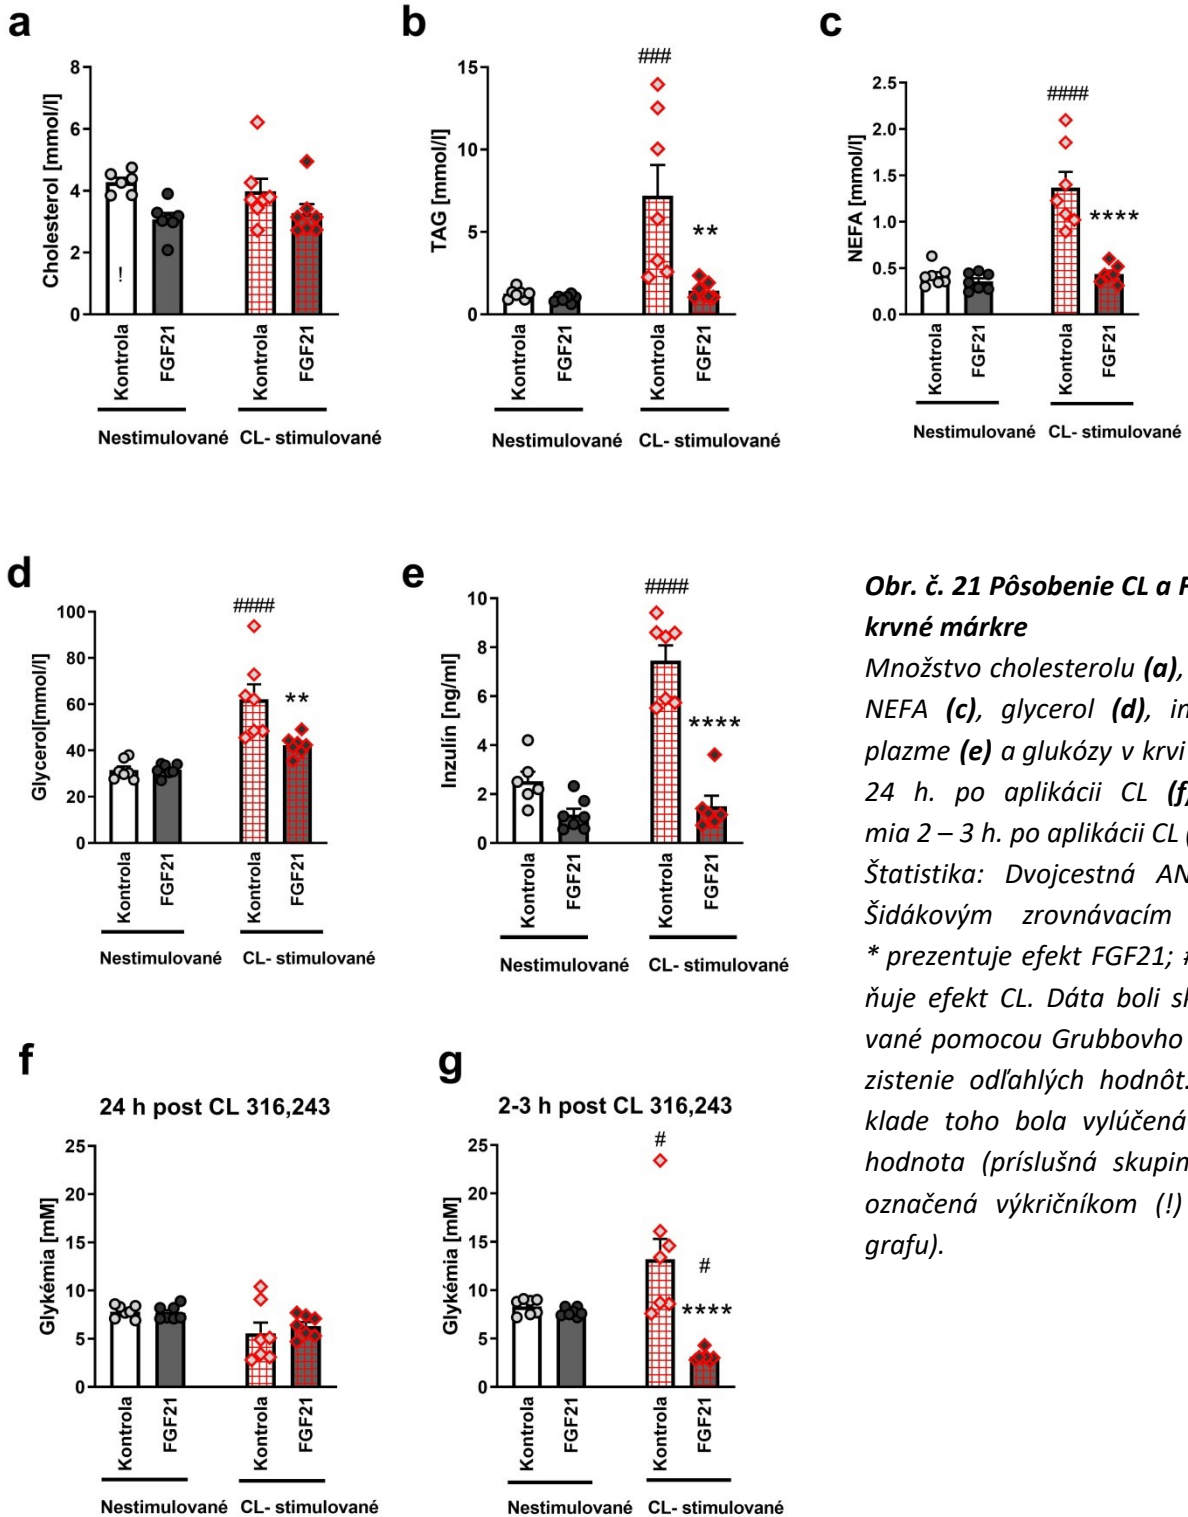 a
8
6
4
2
0
Cholesterol [mmol/l]
!
Kontrola
FGF21
Kontrola
FGF21
Nestimulované CL- stimulované
b
15
10
5
0
TAG [mmol/l]
###
**
Kontrola
FGF21
Kontrola
FGF21
Nestimulované CL- stimulované
c
2.5
2.0
1.5
1.0
0.5
0.0
NEFA [mmol/l]
####
****
Kontrola
FGF21
Kontrola
FGF21
Nestimulované CL- stimulované
d
100
80
60
40
20
0
Glycerol[mmol/l]
####
**
Kontrola
FGF21
Kontrola
FGF21
Nestimulované CL- stimulované
e
10
8
6
4
2
0
Inzulín [ng/ml]
####
****
Kontrola
FGF21
Kontrola
FGF21
Nestimulované CL- stimulované
Obr. č. 21 Pôsobenie CL a F
krvné márkre
Množstvo cholesterolu (a),
NEFA (c), glycerol (d), in
plazme (e) a glukózy v krvi
24 h. po aplikácii CL (f)
mia 2 – 3 h. po aplikácii CL (
Štatistika: Dvojcestná AN
Šidákovým zrovnávacím
* prezentuje efekt FGF21; #
ňuje efekt CL. Dáta boli sk
vané pomocou Grubbovho
zistenie odľahlých hodnôt.
klade toho bola vylúčená
hodnota (príslušná skupin
označená výkričníkom (!)
grafu).
f
24 h post CL 316,243
25
20
15
10
5
0
Glykémia [mM]
Kontrola
FGF21
Kontrola
FGF21
Nestimulované CL- stimulované
g
2-3 h post CL 316,243
25
20
15
10
5
0
Glykémia [mM]
#
#
****
Kontrola
FGF21
Kontrola
FGF21
Nestimulované CL- stimulované